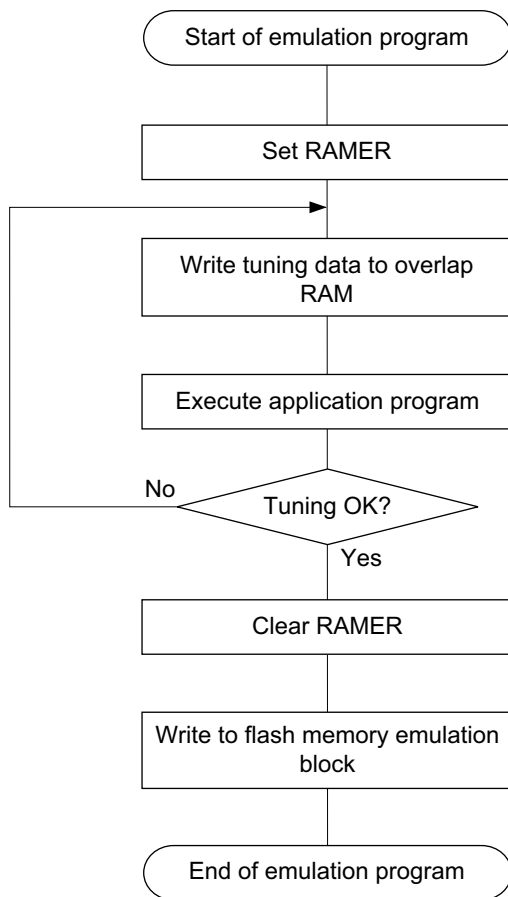 Start of emulation program
Set RAMER
Write tuning data to overlap
RAM
Execute application program
No
Tuning OK?
Yes
Clear RAMER
Write to flash memory emulation
block
End of emulation program